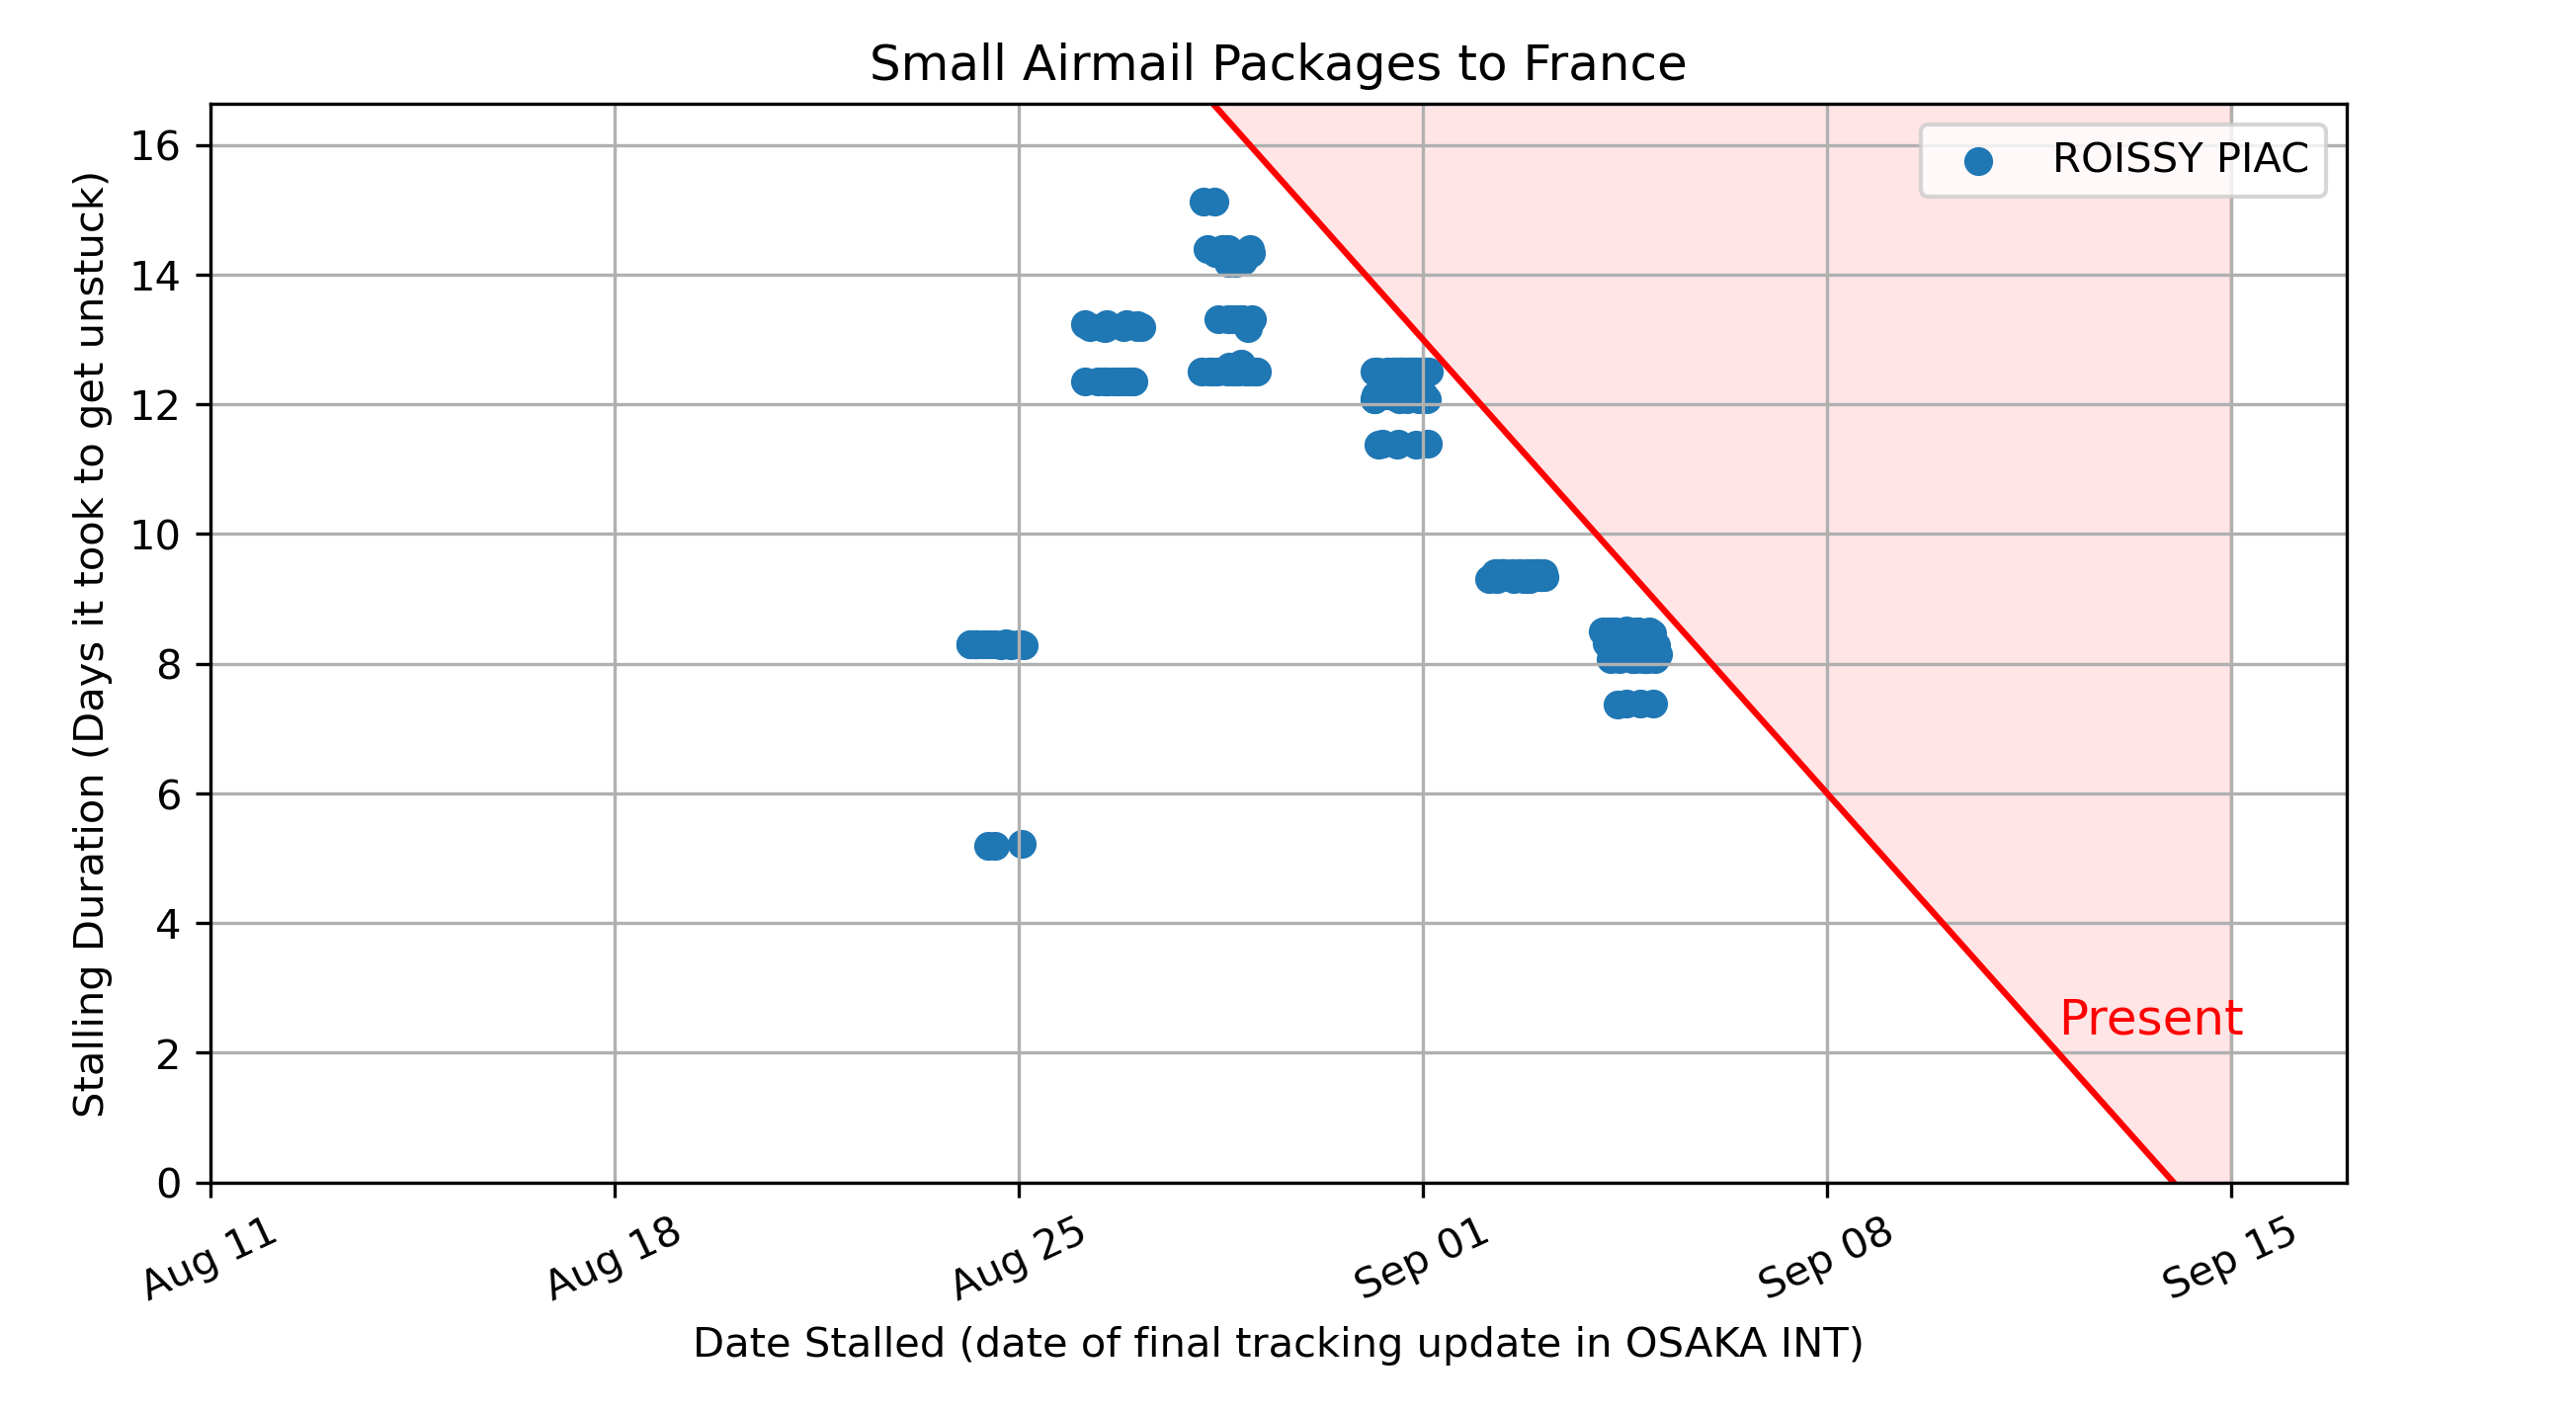 Small Airmail Packages to France
ROISSY PIAC
Stalling Duration (Days it took to get unstuck)
16
14
12
10
8
6
4
2
0
Present
Aug 11
Aug 18
Aug 25
Sep 01
Sep 08
Sep 15
Date Stalled (date of final tracking update in OSAKA INT)